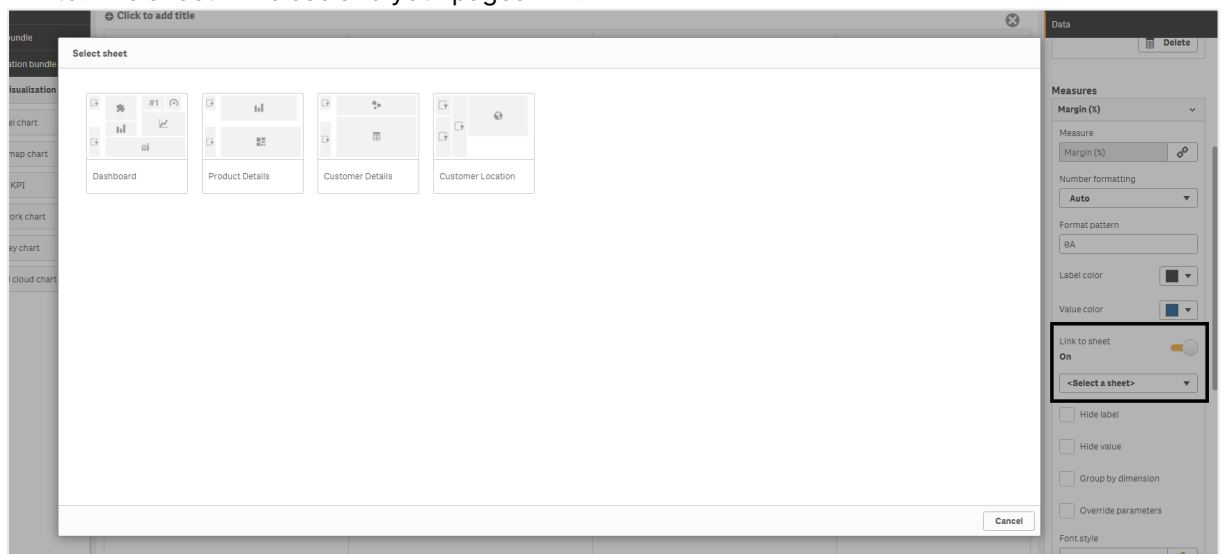 Click to add title
Data
undle
ation bundle
isualization
el chart
map chart
KPI
ork chart
ey chart
cloud chart
Select sheet
#1
Dashboard
Product Details
Customer Details
Customer Location
Cancel
Delete
Measures
Margin (%)
Measure
Margin (%)
Number formatting
Auto
Format pattern
0A
Label color
Value color
Link to sheet
On
<Select a sheet>
Hide label
Hide value
Group by dimension
Override parameters
Font style